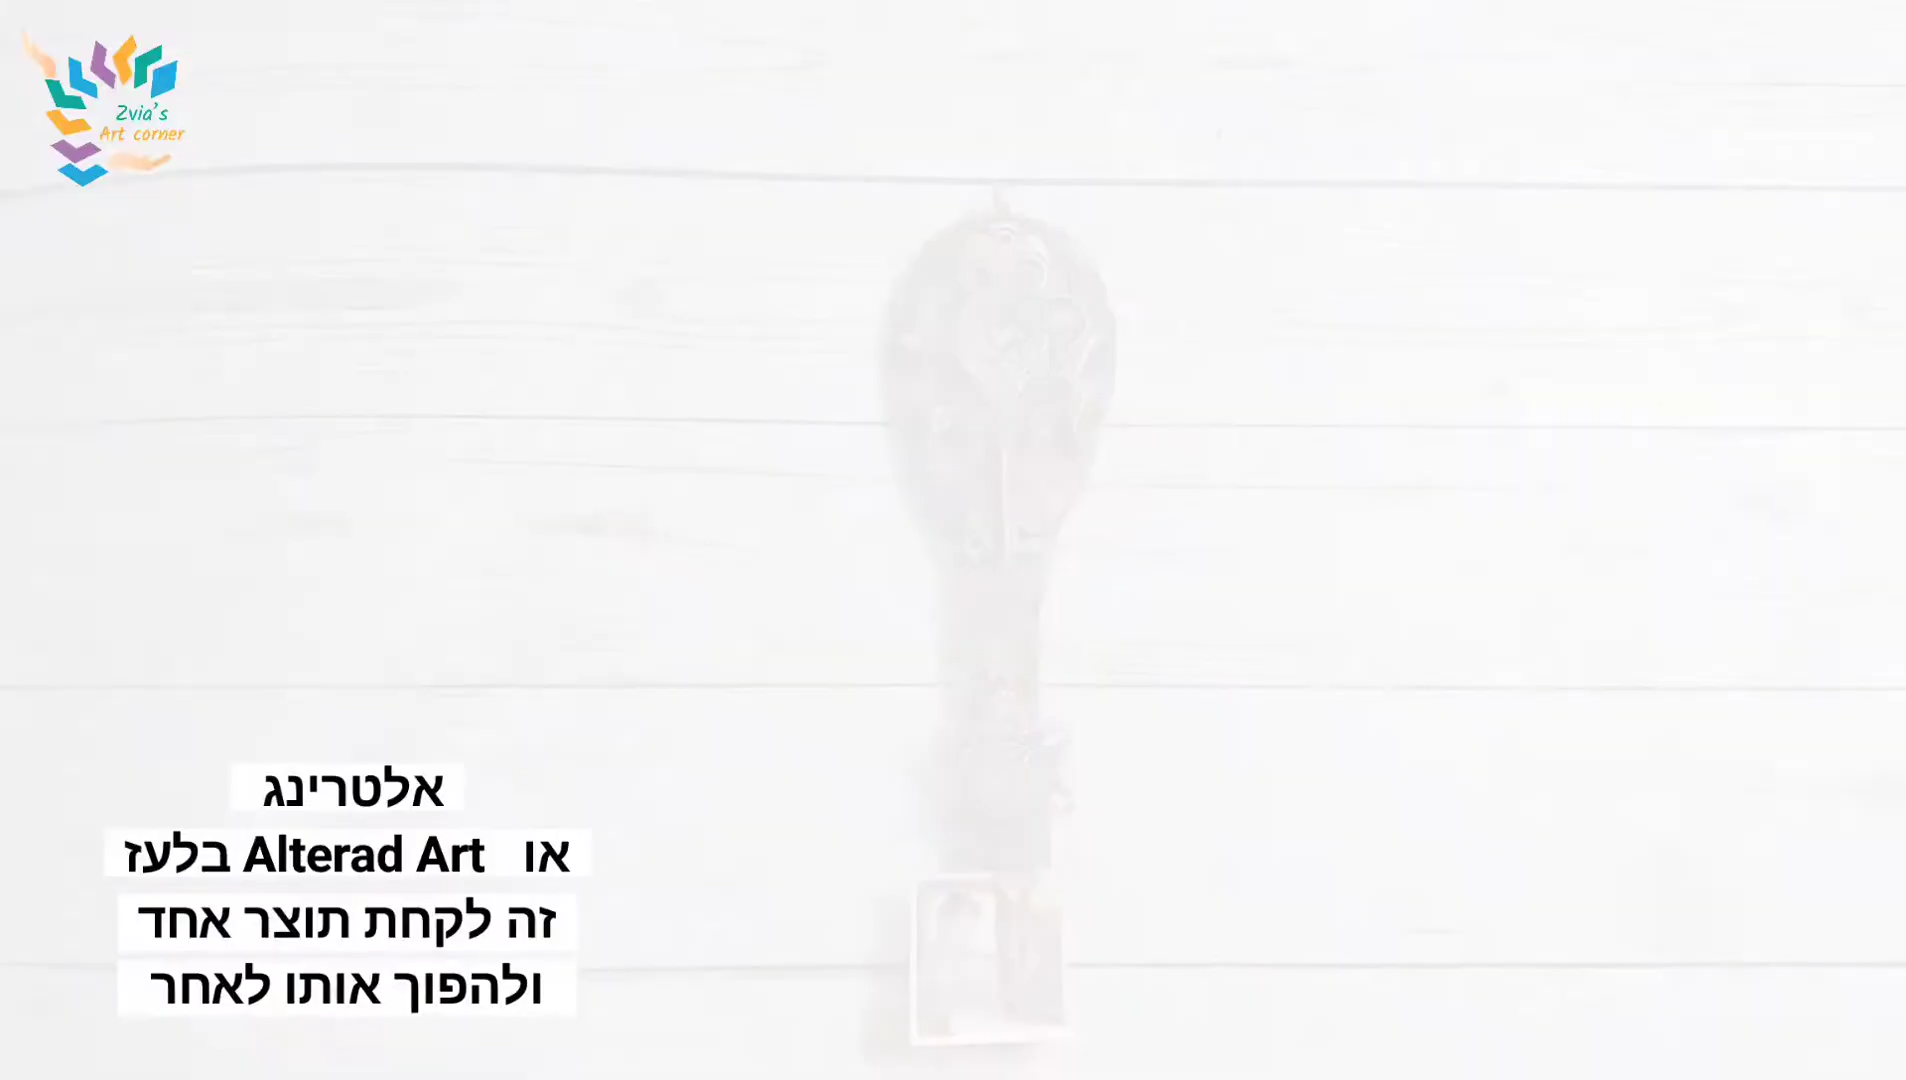 Zvia's
Art corner
אלטרינג
או Alterad Art בלעז
זה לקחת תוצר אחד
ולהפוך אותו לאחר